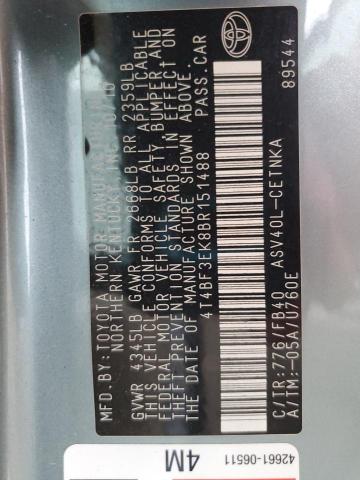 MFD.BY:TOYOTA MOTOR MANUFACTURING
NORTHERN KENTUCKY, INC. 10/10
GVWR 4345LB GAWR FR 2668LB RR 2359LB
THIS VEHICLE CONFORMS TO ALL APPLICABLE
FEDERAL MOTOR VEHICLE SAFETY, BUMPER AND
THEFT PREVENTION STANDARDS IN EFFECT ON
THE DATE OF MANUFACTURE SHOWN ABOVE.
4T4BF3EK8BR151488 PASS.CAR
C/TR:776/FB40 ASV40L-CETNKA
A/TM:-05A/U760E 89544
42661-06511
4M